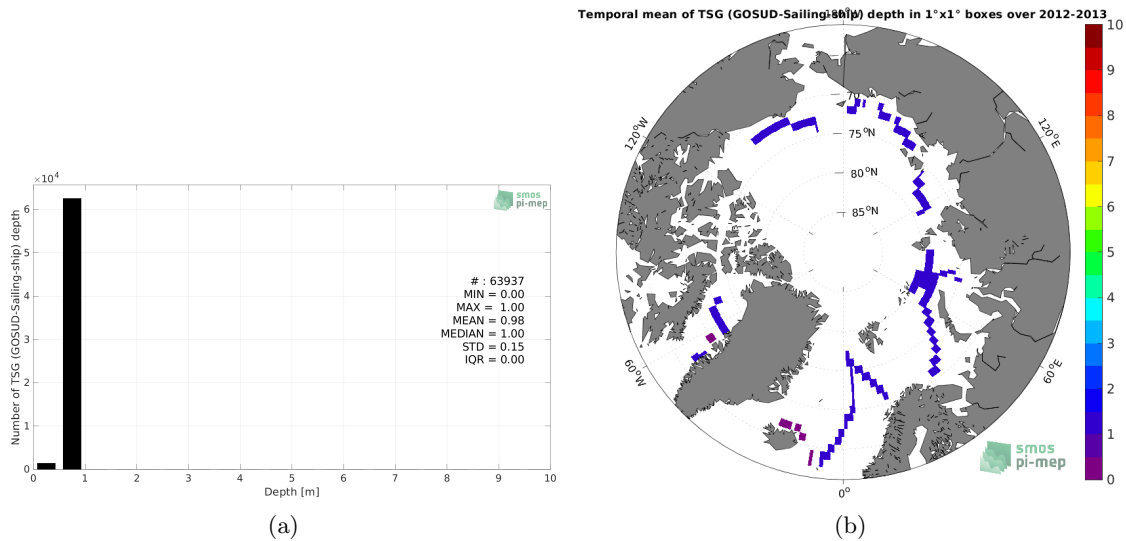 ×10⁴
6
5
4
3
2
1
0
0 1 2 3 4 5 6 7 8 9 10
Number of TSG (GOSUD-Sailing-ship) depth
Depth [m]
smos
pi-mep
# : 63937
MIN = 0.00
MAX = 1.00
MEAN = 0.98
MEDIAN = 1.00
STD = 0.15
IQR = 0.00
(a)
Temporal mean of TSG (GOSUD-Sailing-ship) depth in 1°x1° boxes over 2012-2013
180°W
120°W
120°E
75°N
80°N
85°N
60°W
60°E
0°
10
9
8
7
6
5
4
3
2
1
0
smos
pi-mep
(b)